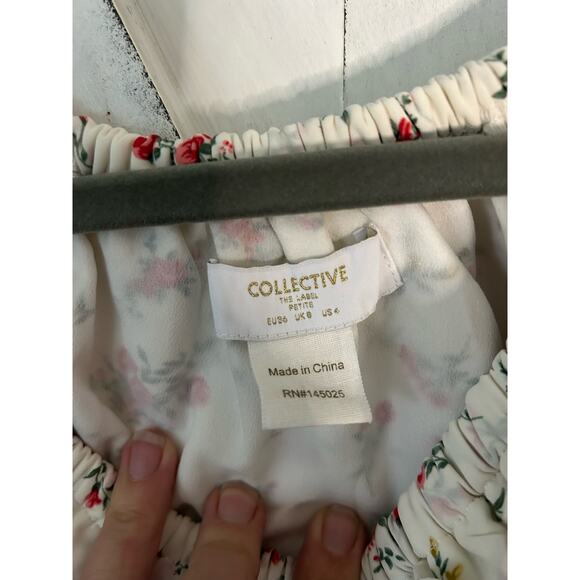 COLLECTIVE
THE LABEL
PETITE
EU36 UK8 US4
Made in China
RN#145025